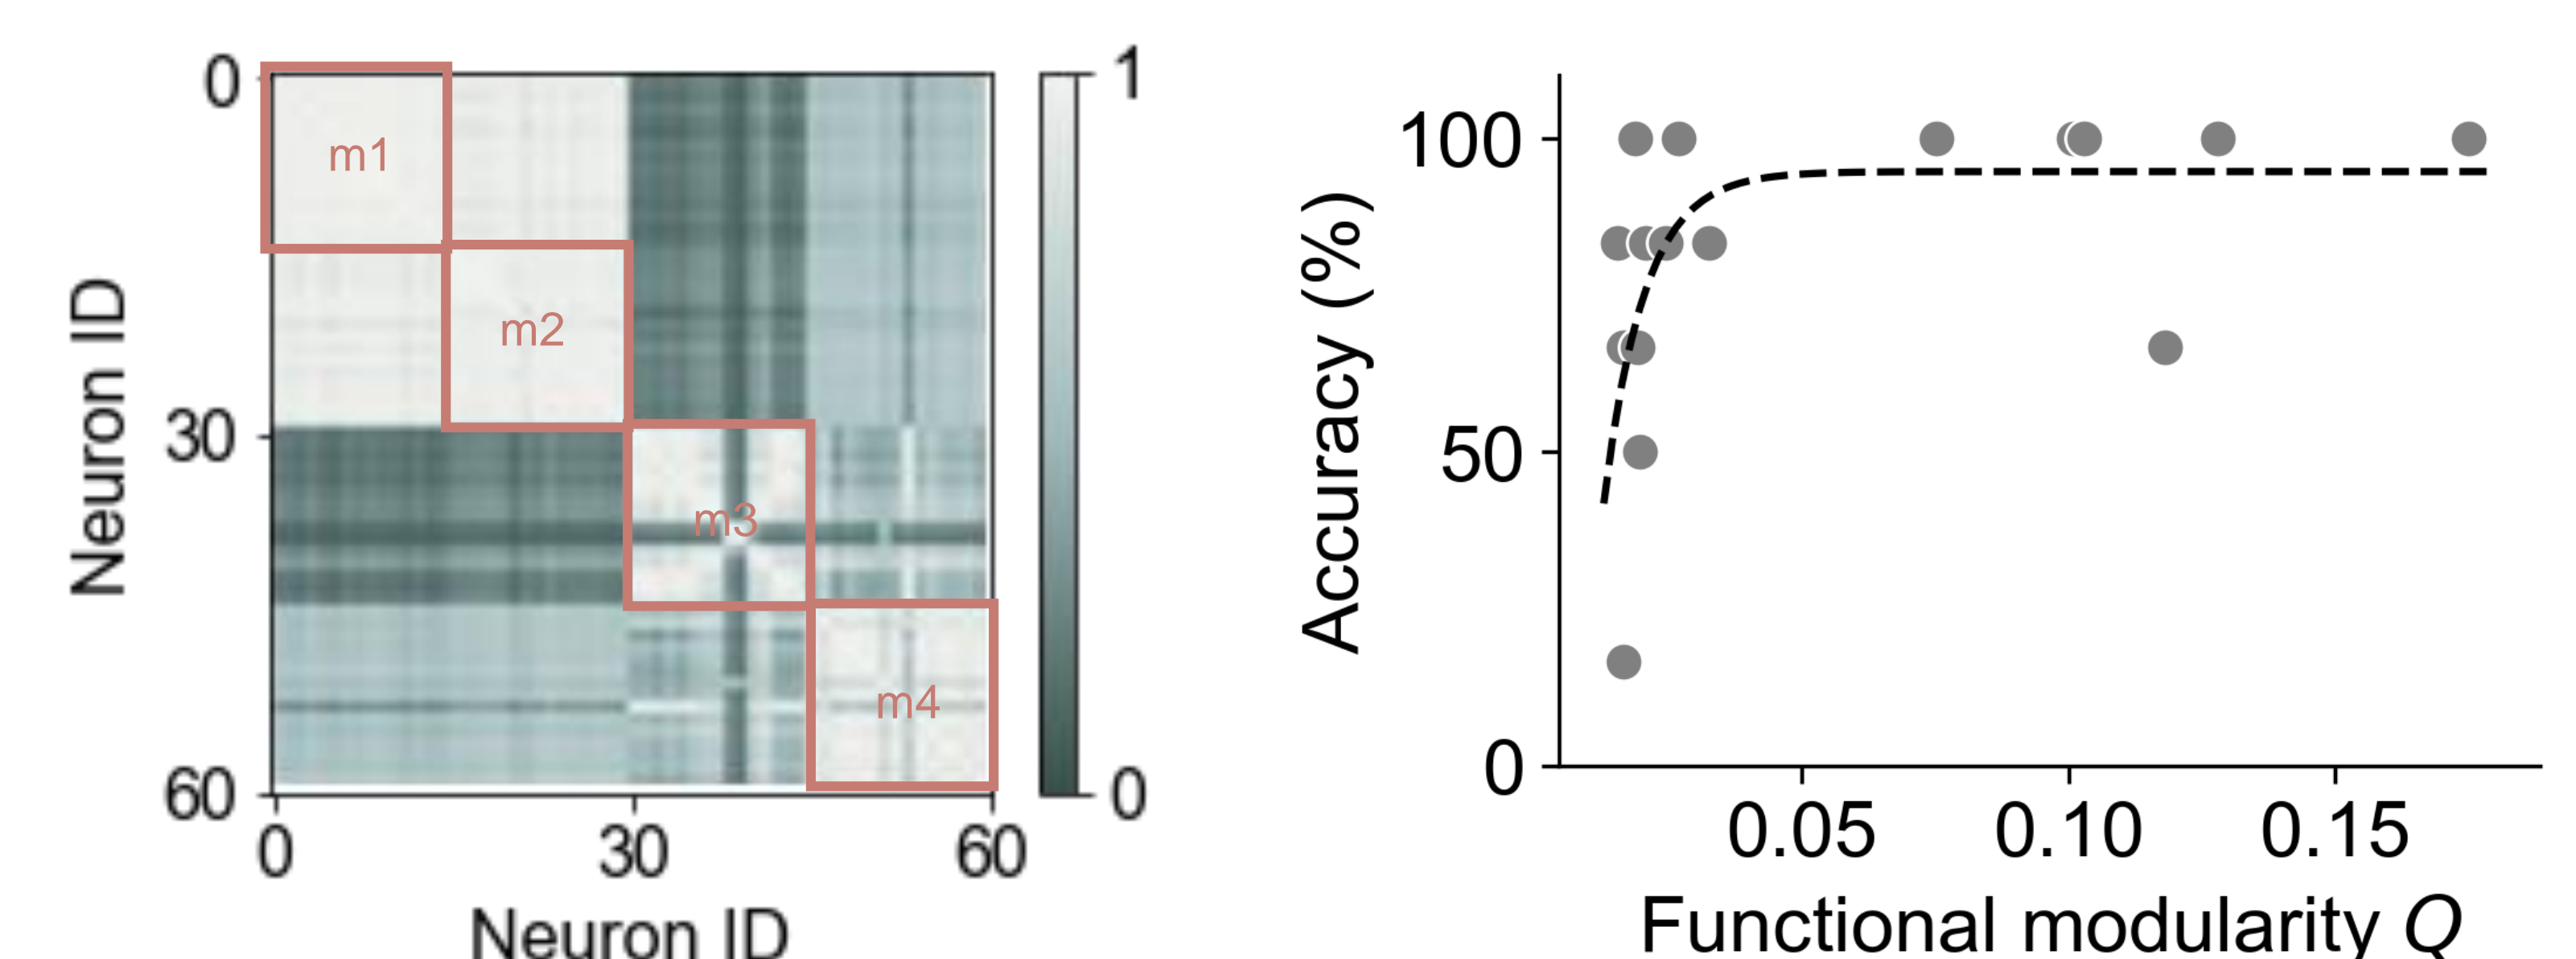 0
30
60
Neuron ID
0
30
60
Neuron ID
m1
m2
m3
m4
1
0
100
50
0
Accuracy (%)
0.05
0.10
0.15
Functional modularity Q